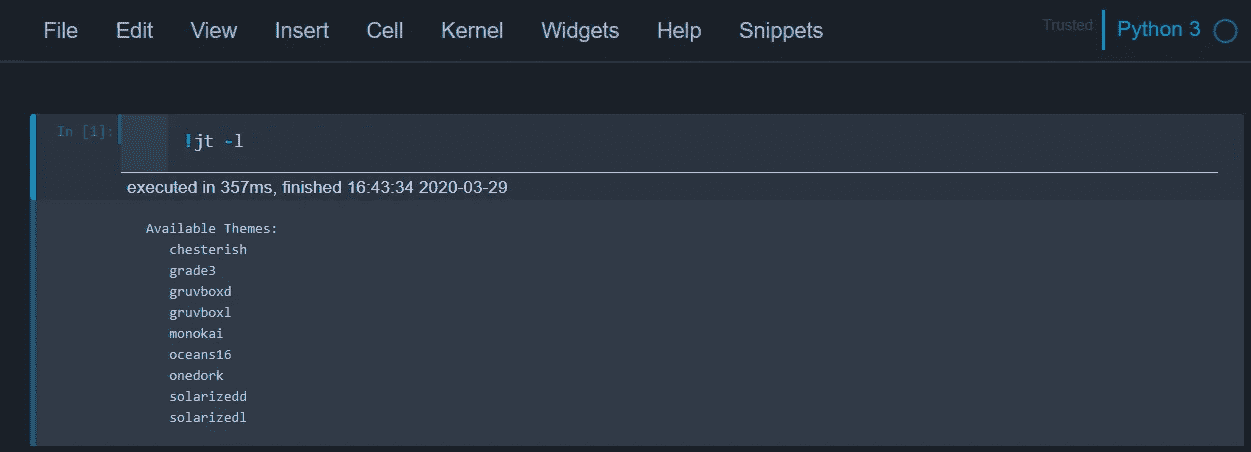 File Edit View Insert Cell Kernel Widgets Help Snippets Trusted Python 3
In [1]: !jt -l
executed in 357ms, finished 16:43:34 2020-03-29
Available Themes:
chesterish
grade3
gruvboxd
gruvboxl
monokai
oceans16
onedork
solarizedd
solarizedl